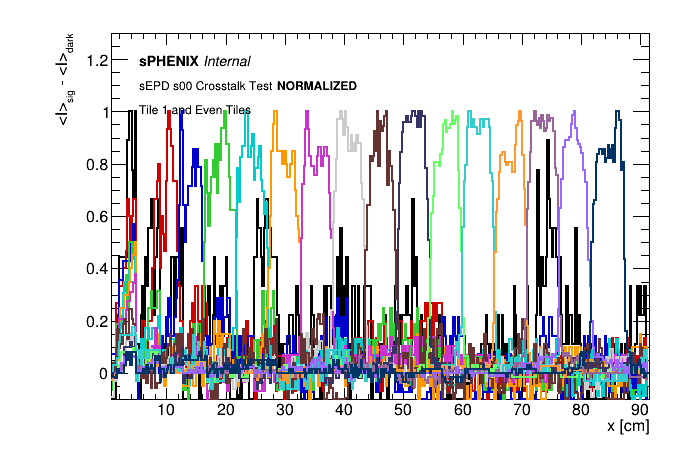 <I>sig - <I>dark
1.2
1
0.8
0.6
0.4
0.2
0
sPHENIX Internal
sEPD s00 Crosstalk Test NORMALIZED
Tile 1 and Even Tiles
10 20 30 40 50 60 70 80 90
x [cm]